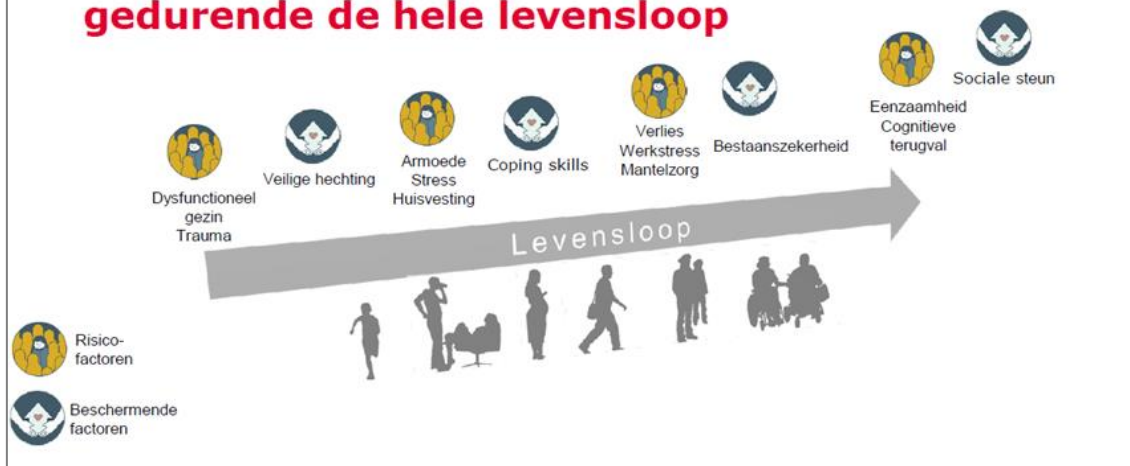 gedurende de hele levensloop
Dysfunctioneel
gezin
Trauma
Veilige hechting
Armoede
Stress
Huisvesting
Coping skills
Verlies
Werkstress
Mantelzorg
Bestaanszekerheid
Eenzaamheid
Cognitieve
terugval
Sociale steun
Levensloop
Risico-
factoren
Beschermende
factoren